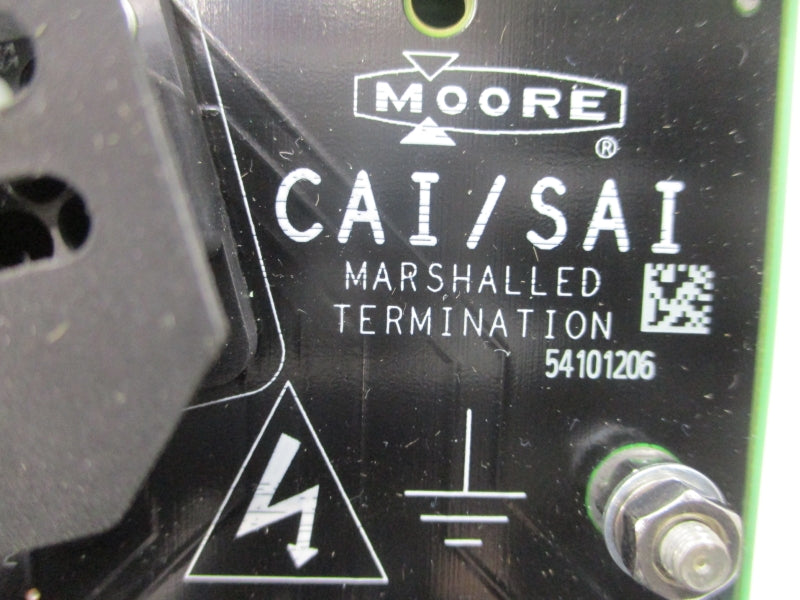 MOORE
®
CAI/SAI
MARSHALLED
TERMINATION
54101206